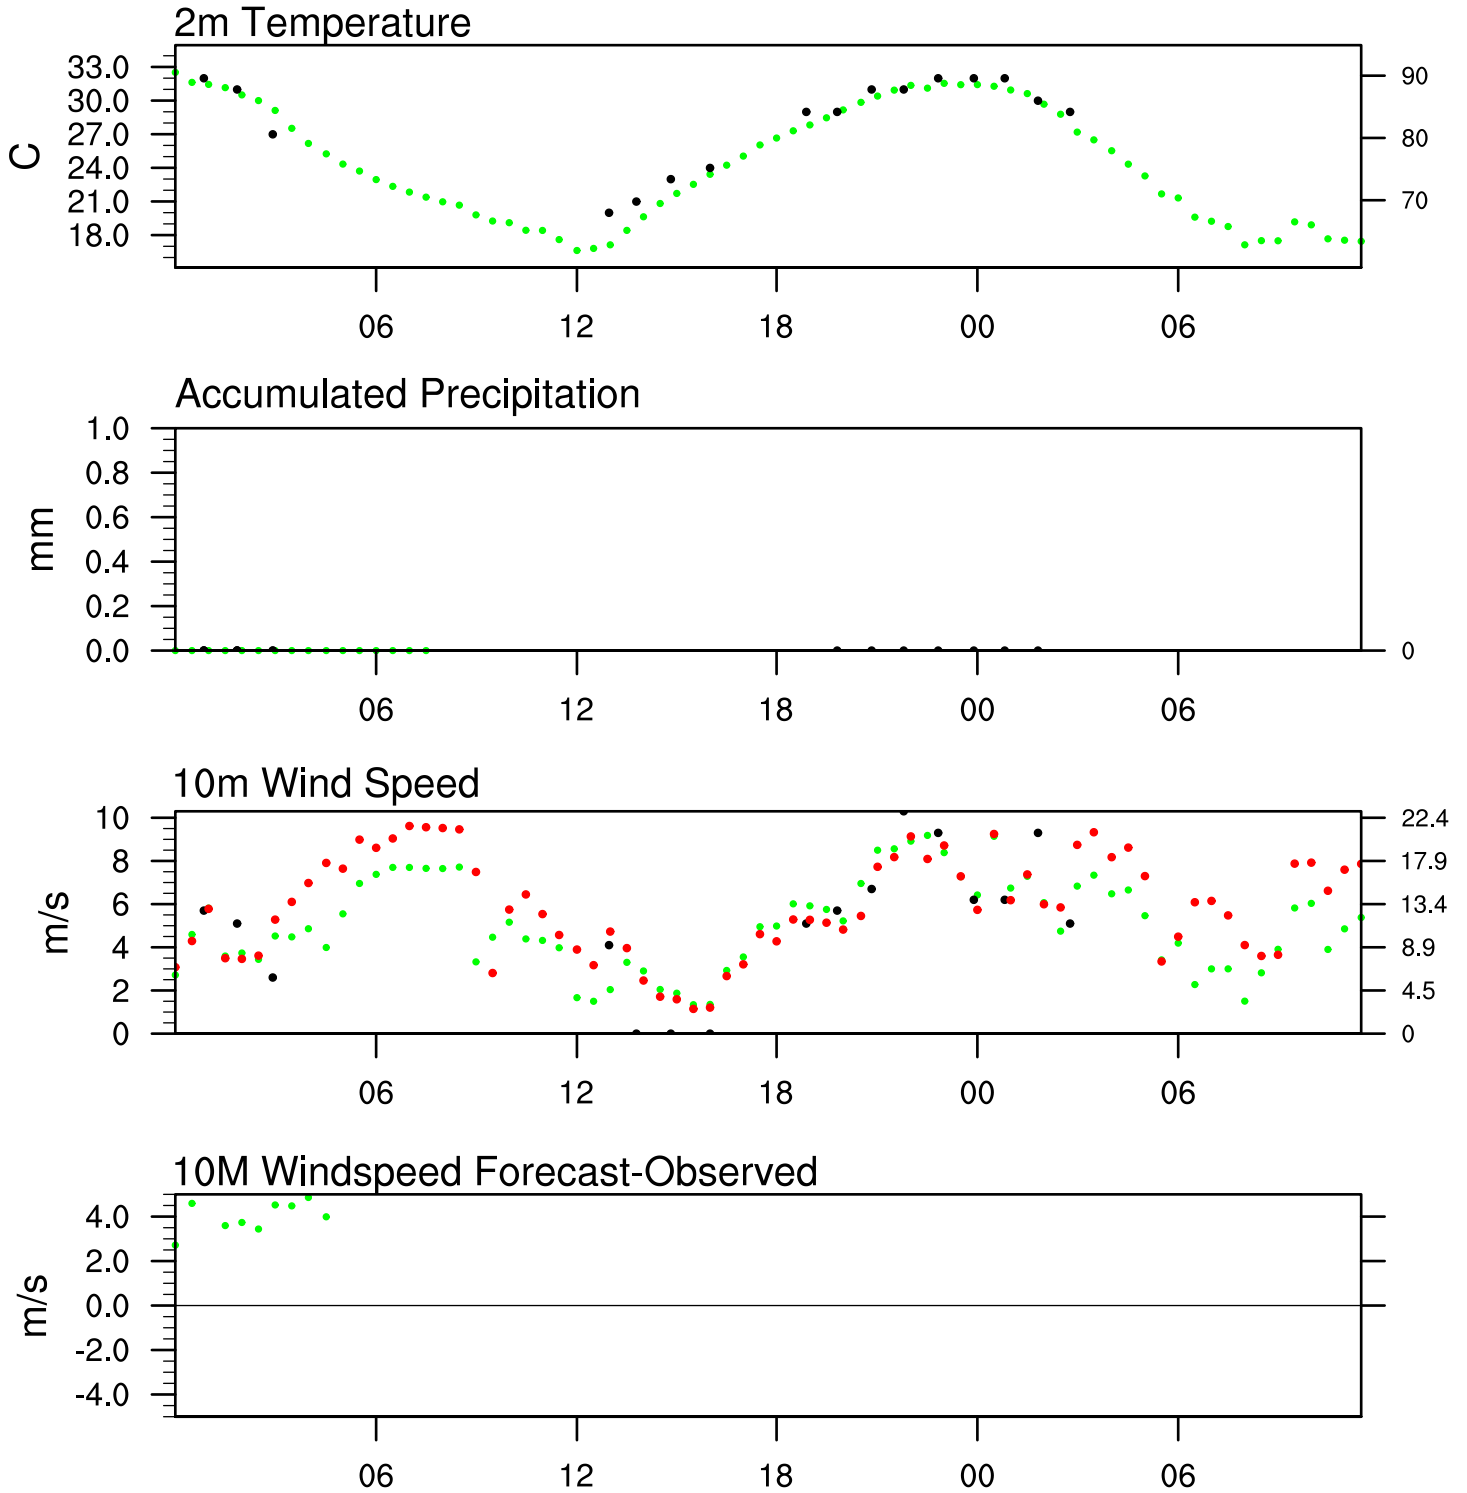 2m Temperature
33.0
30.0
27.0
24.0
21.0
18.0
C
90
80
70
06 12 18 00 06
Accumulated Precipitation
1.0
0.8
0.6
0.4
0.2
0.0
mm
0
06 12 18 00 06
10m Wind Speed
10
8
6
4
2
0
m/s
22.4
17.9
13.4
8.9
4.5
0
06 12 18 00 06
10M Windspeed Forecast-Observed
4.0
2.0
0.0
-2.0
-4.0
m/s
06 12 18 00 06